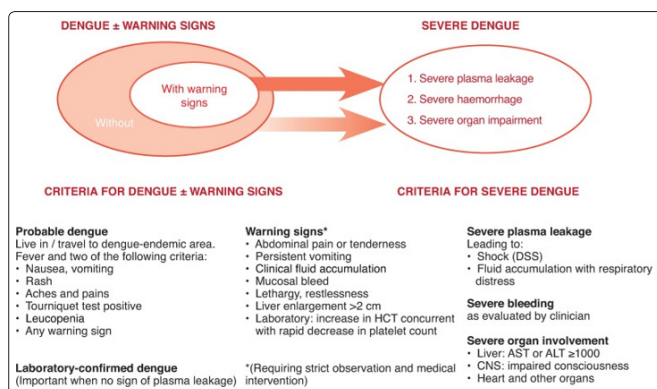 DENGUE ± WARNING SIGNS
SEVERE DENGUE
With warning
signs
Without
1. Severe plasma leakage
2. Severe haemorrhage
3. Severe organ impairment
CRITERIA FOR DENGUE ± WARNING SIGNS
CRITERIA FOR SEVERE DENGUE
Probable dengue
Live in / travel to dengue-endemic area.
Fever and two of the following criteria:
• Nausea, vomiting
• Rash
• Aches and pains
• Tourniquet test positive
• Leucopenia
• Any warning sign
Laboratory-confirmed dengue
(Important when no sign of plasma leakage)
Warning signs*
• Abdominal pain or tenderness
• Persistent vomiting
• Clinical fluid accumulation
• Mucosal bleed
• Lethargy, restlessness
• Liver enlargement >2 cm
• Laboratory: increase in HCT concurrent
with rapid decrease in platelet count
*(Requiring strict observation and medical
intervention)
Severe plasma leakage
Leading to:
• Shock (DSS)
• Fluid accumulation with respiratory
distress
Severe bleeding
as evaluated by clinician
Severe organ involvement
• Liver: AST or ALT ≥1000
• CNS: impaired consciousness
• Heart and other organs